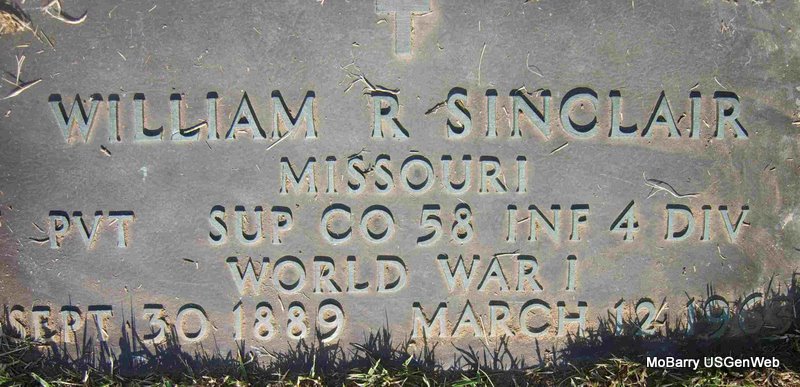 WILLIAM R SINCLAIR
MISSOURI
PVT SUP CO 58 INF 4 DIV
WORLD WAR I
SEPT 30 1889 MARCH 12
MoBarry USGenWeb